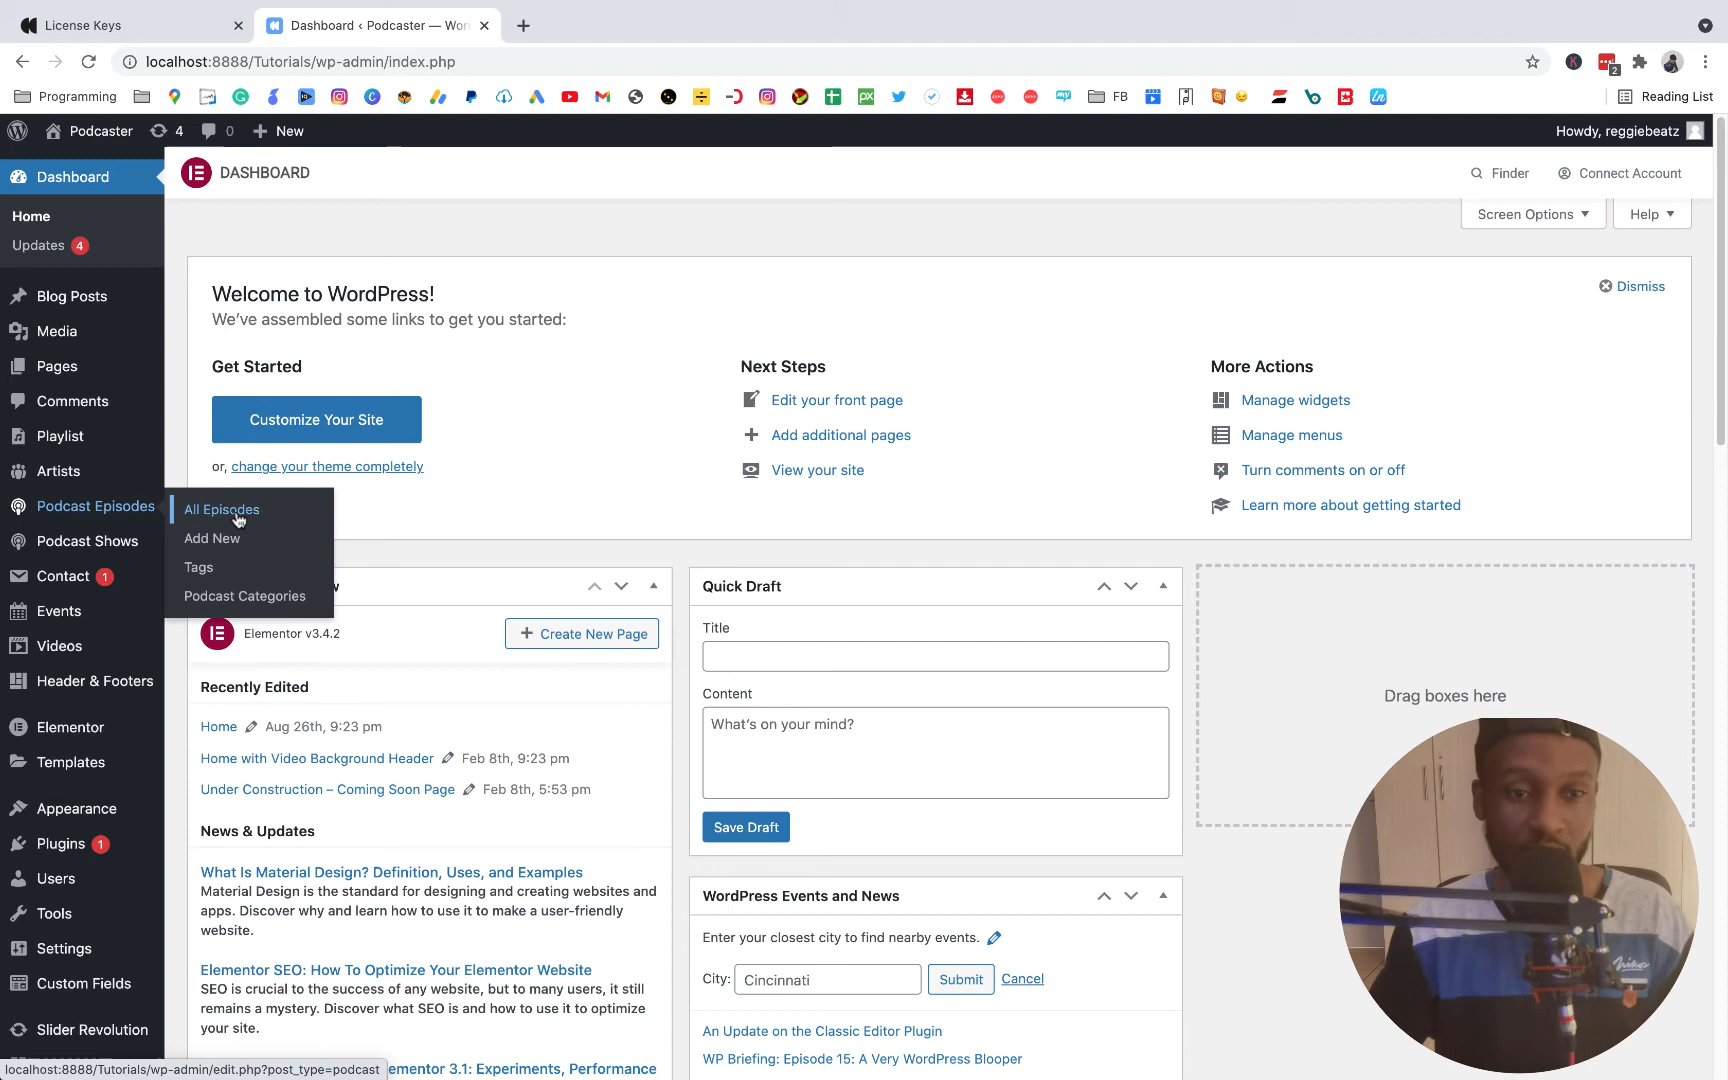 License Keys
Dashboard ‹ Podcaster — Wor
localhost:8888/Tutorials/wp-admin/index.php
2
Programming
FB
Reading List
Podcaster
4
0
New
Howdy, reggiebeatz
Dashboard
Home
Updates 4
Blog Posts
Media
Pages
Comments
Playlist
Artists
Podcast Episodes
Podcast Shows
Contact 1
Events
Videos
Header & Footers
Elementor
Templates
Appearance
Plugins 1
Users
Tools
Settings
Custom Fields
Slider Revolution
All Episodes
Add New
Tags
Podcast Categories
DASHBOARD
Finder
Connect Account
Screen Options
Help
Welcome to WordPress!
We've assembled some links to get you started:
Dismiss
Get Started
Customize Your Site
or, change your theme completely
Next Steps
Edit your front page
Add additional pages
View your site
More Actions
Manage widgets
Manage menus
Turn comments on or off
Learn more about getting started
Elementor v3.4.2
Create New Page
Recently Edited
Home Aug 26th, 9:23 pm
Home with Video Background Header Feb 8th, 9:23 pm
Under Construction – Coming Soon Page Feb 8th, 5:53 pm
News & Updates
What Is Material Design? Definition, Uses, and Examples
Material Design is the standard for designing and creating websites and
apps. Discover why and learn how to use it to make a user-friendly
website.
Elementor SEO: How To Optimize Your Elementor Website
SEO is crucial to the success of any website, but to many users, it still
remains a mystery. Discover what SEO is and how to use it to optimize
your site.
ementor 3.1: Experiments, Performance
Quick Draft
Title
Content
What's on your mind?
Save Draft
WordPress Events and News
Enter your closest city to find nearby events.
City: Cincinnati Submit Cancel
An Update on the Classic Editor Plugin
WP Briefing: Episode 15: A Very WordPress Blooper
Drag boxes here
localhost:8888/Tutorials/wp-admin/edit.php?post_type=podcast